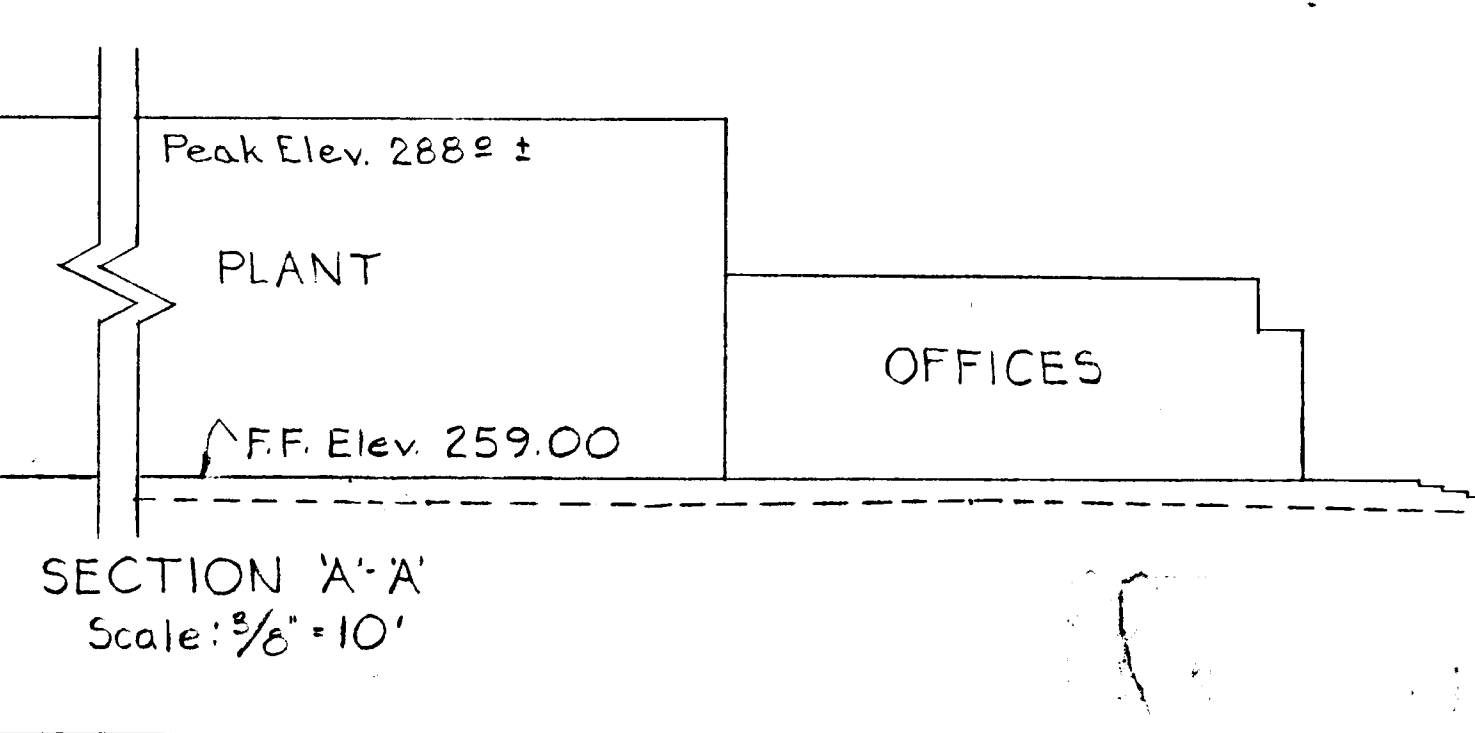 Peak Elev. 288º ±
PLANT
OFFICES
F.F. Elev. 259.00
SECTION 'A'-'A'
Scale: 3/8" = 10'